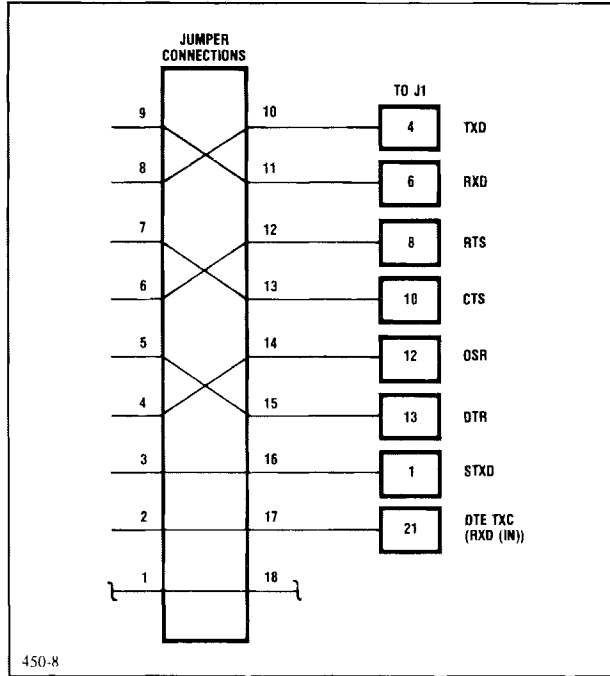 JUMPER
CONNECTIONS
TO J1
9 10 4 TXD
8 11 6 RXD
7 12 8 RTS
6 13 10 CTS
5 14 12 OSR
4 15 13 DTR
3 16 1 STXD
2 17 21 DTE TXC
(RXD (IN))
1 18
450-8